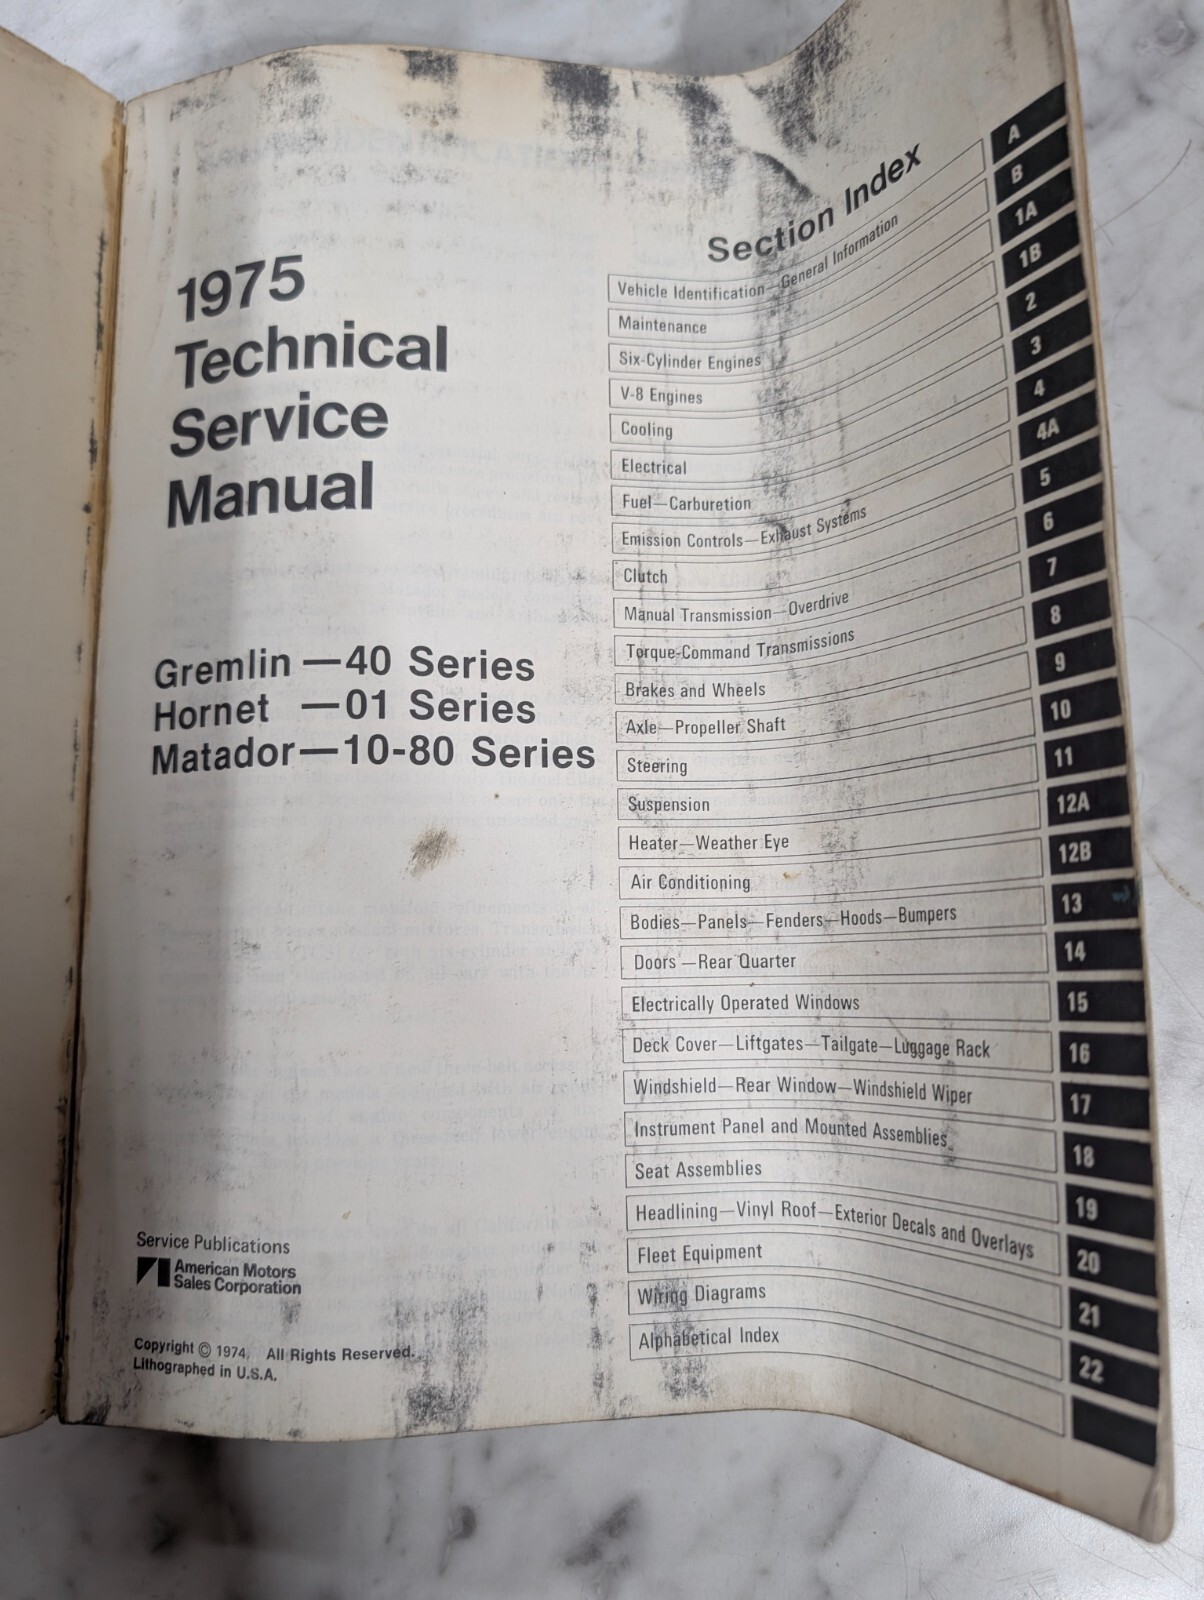 1975
Technical
Service
Manual
Gremlin —40 Series
Hornet —01 Series
Matador—10-80 Series
Service Publications
American Motors
Sales Corporation
Copyright © 1974, All Rights Reserved.
Lithographed in U.S.A.
Section Index
Vehicle Identification—General Information A
Maintenance B
Six-Cylinder Engines 1A
V-8 Engines 1B
Cooling 2
Electrical 3
Fuel—Carburetion 4
Emission Controls—Exhaust Systems 4A
Clutch 5
Manual Transmission—Overdrive 6
Torque-Command Transmissions 7
Brakes and Wheels 8
Axle—Propeller Shaft 9
Steering 10
Suspension 11
Heater—Weather Eye 12A
Air Conditioning 12B
Bodies—Panels—Fenders—Hoods—Bumpers 13
Doors—Rear Quarter 14
Electrically Operated Windows 15
Deck Cover—Liftgates—Tailgate—Luggage Rack 16
Windshield—Rear Window—Windshield Wiper 17
Instrument Panel and Mounted Assemblies 18
Seat Assemblies 19
Headlining—Vinyl Roof—Exterior Decals and Overlays 20
Fleet Equipment 21
Wiring Diagrams 22
Alphabetical Index